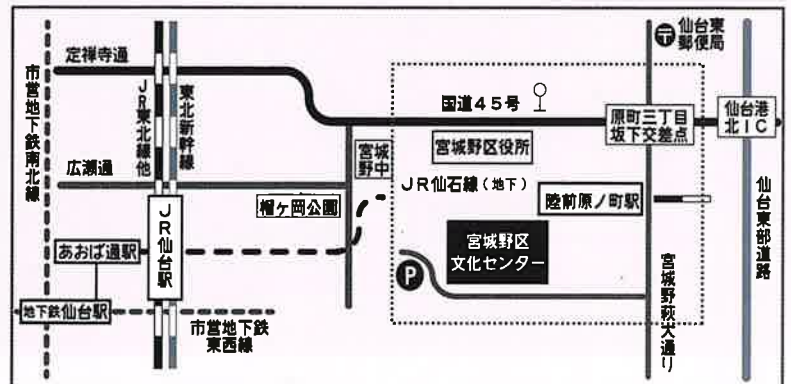 定禅寺通
市営地下鉄南北線
JR東北線他
東北新幹線
国道45号
〒
仙台東
郵便局
原町三丁目
坂下交差点
仙台港
北IC
宮城
野中
宮城野区役所
広瀬通
榴ヶ岡公園
JR仙石線(地下)
陸前原ノ町駅
仙台東部道路
JR仙台駅
あおば通駅
宮城野区
文化センター
P
宮城野萩大通り
地下鉄仙台駅
市営地下鉄
東西線